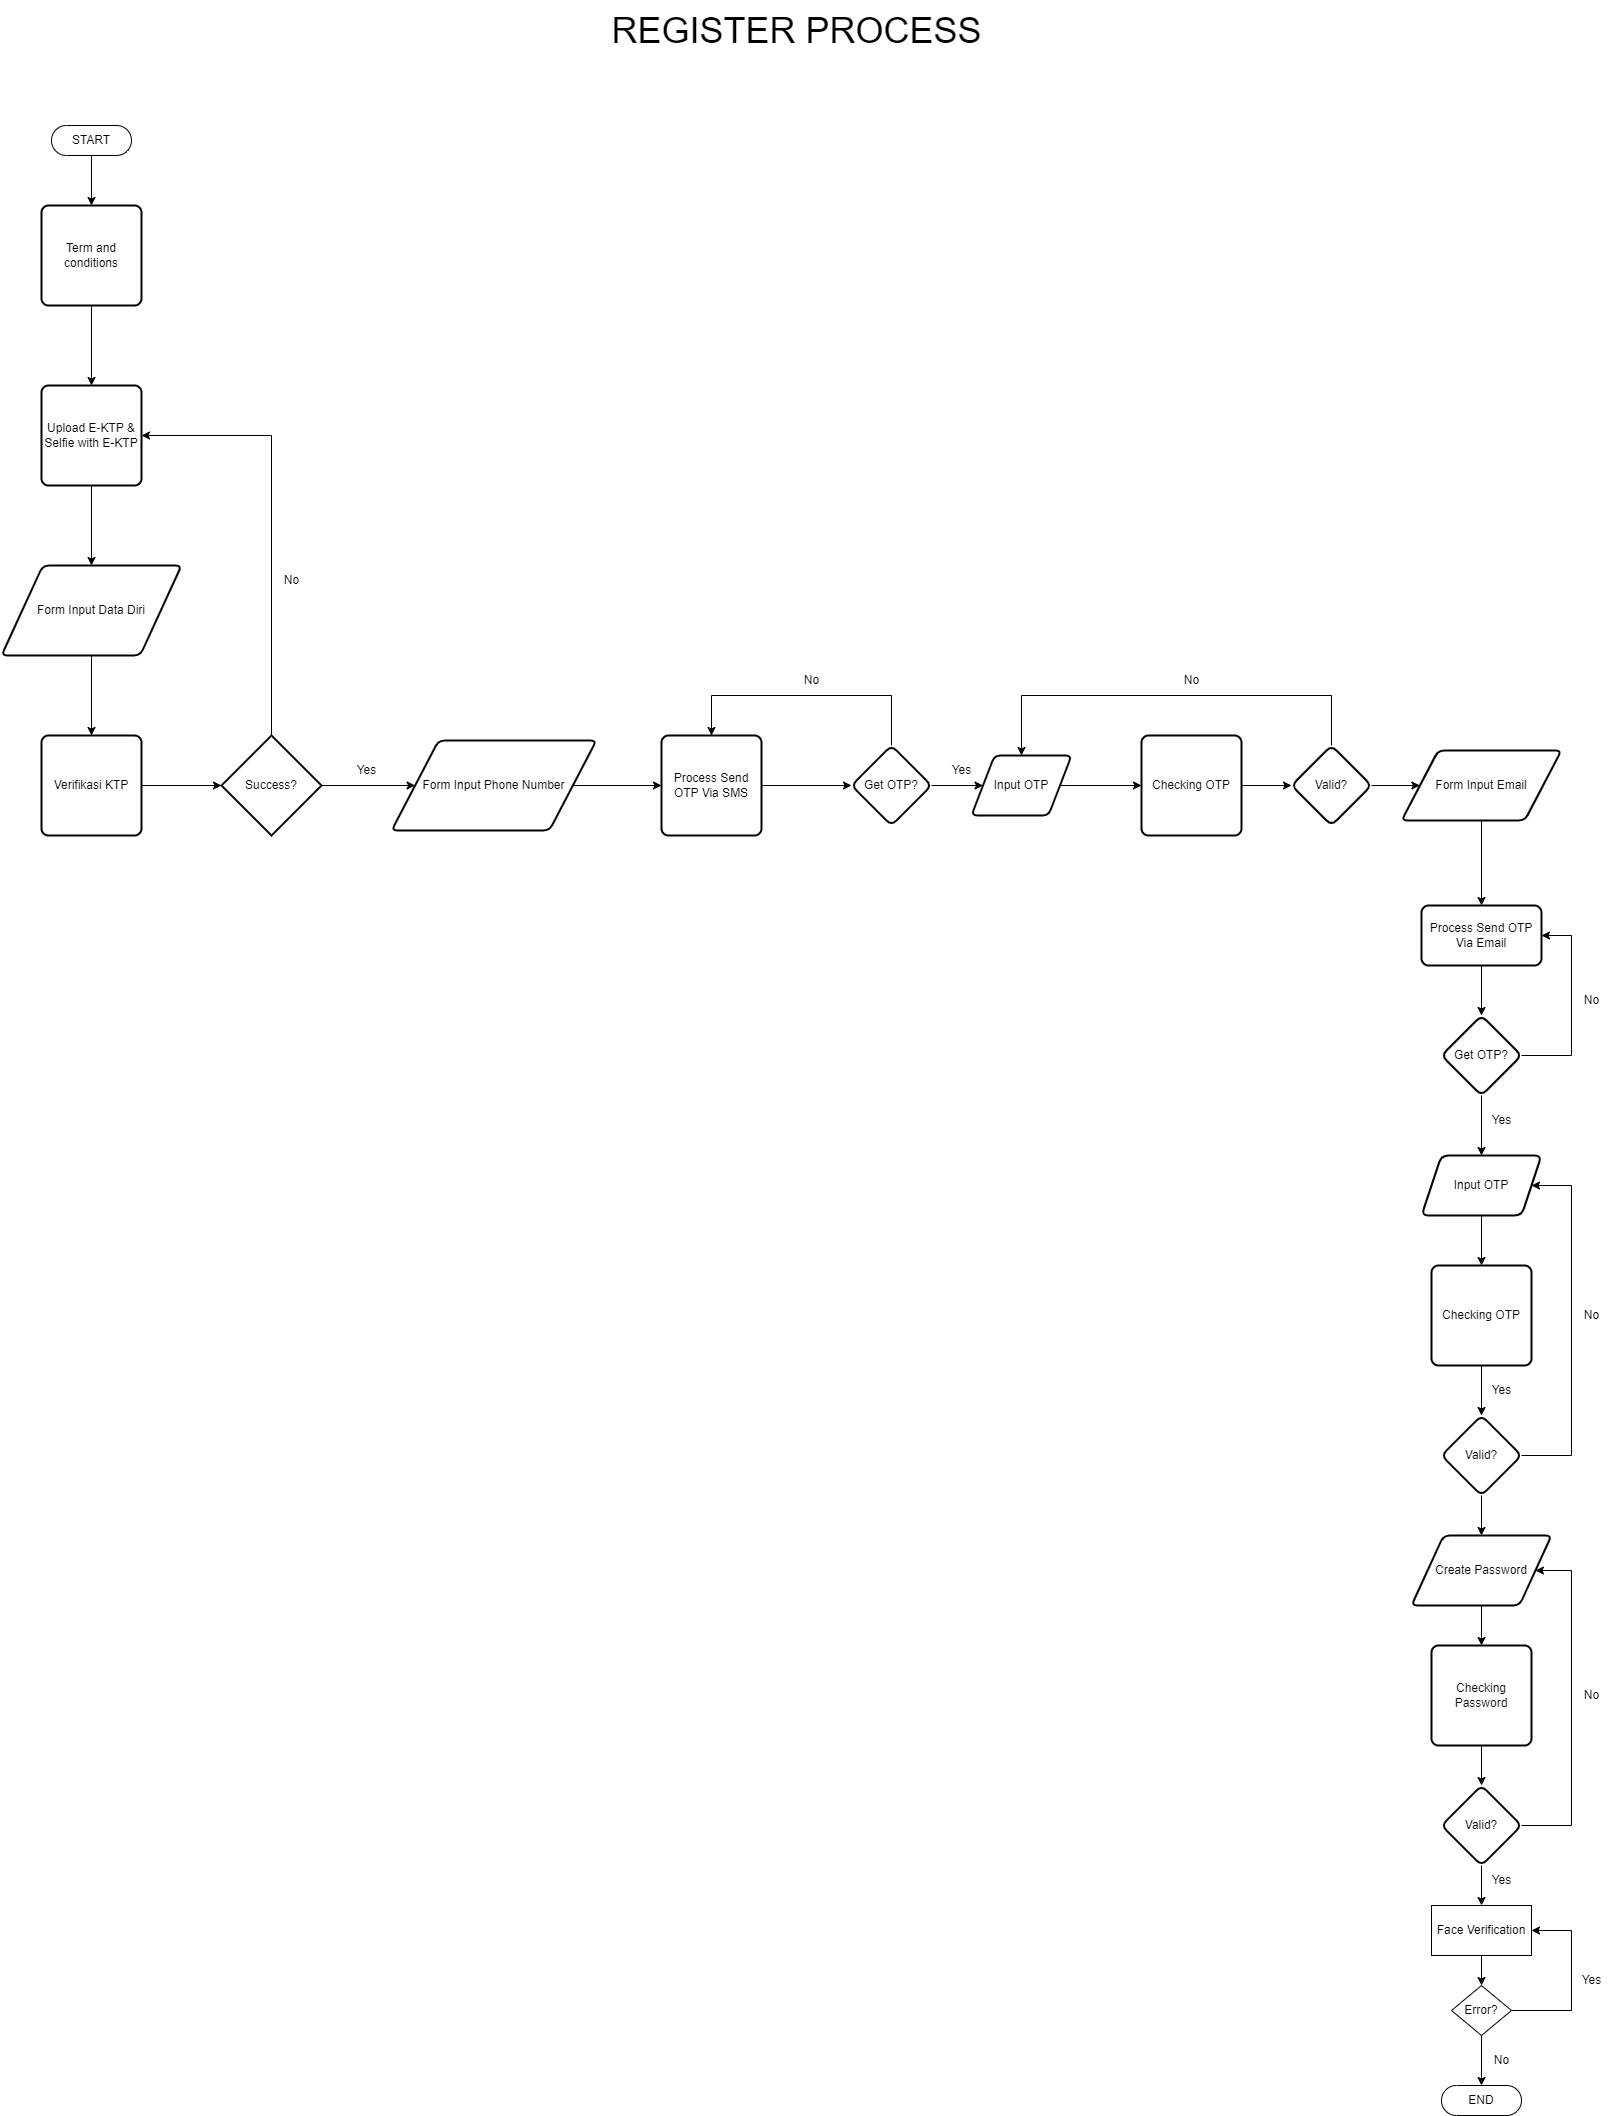 REGISTER PROCESS
START
Term and
conditions
Upload E-KTP &
Selfie with E-KTP
No
Form Input Data Diri
Verifikasi KTP
Success?
Yes
Form Input Phone Number
Process Send
OTP Via SMS
No
Get OTP?
Yes
Input OTP
No
Checking OTP
Valid?
Form Input Email
Process Send OTP
Via Email
No
Get OTP?
Yes
Input OTP
Checking OTP
No
Yes
Valid?
Create Password
Checking
Password
No
Valid?
Yes
Face Verification
Yes
Error?
No
END